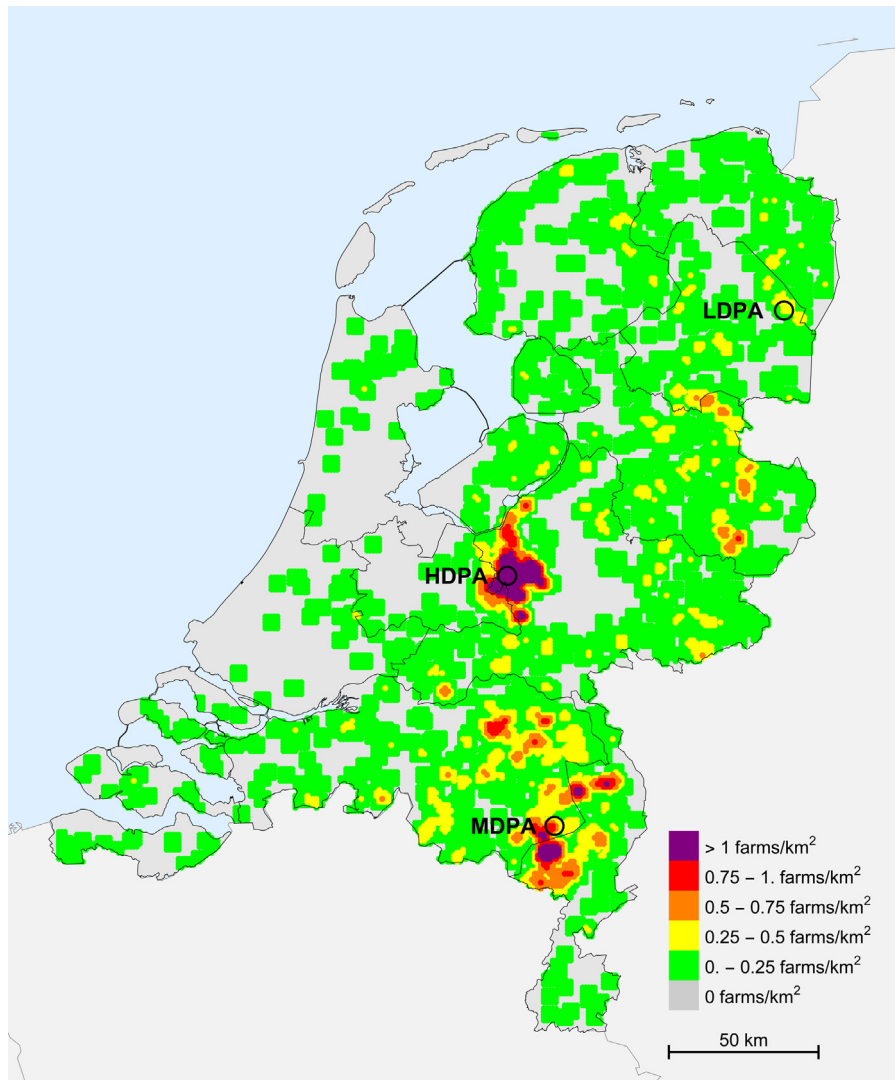 LDPA
HDPA
MDPA
> 1 farms/km²
0.75 – 1. farms/km²
0.5 – 0.75 farms/km²
0.25 – 0.5 farms/km²
0. – 0.25 farms/km²
0 farms/km²
50 km